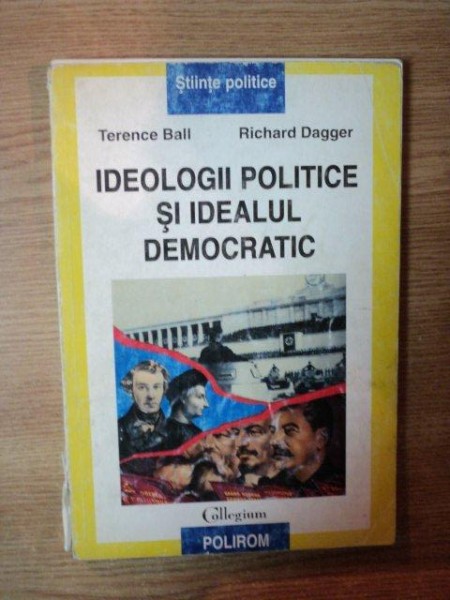 Științe politice
Terence Ball Richard Dagger
IDEOLOGII POLITICE
ȘI IDEALUL
DEMOCRATIC
Collegium
POLIROM